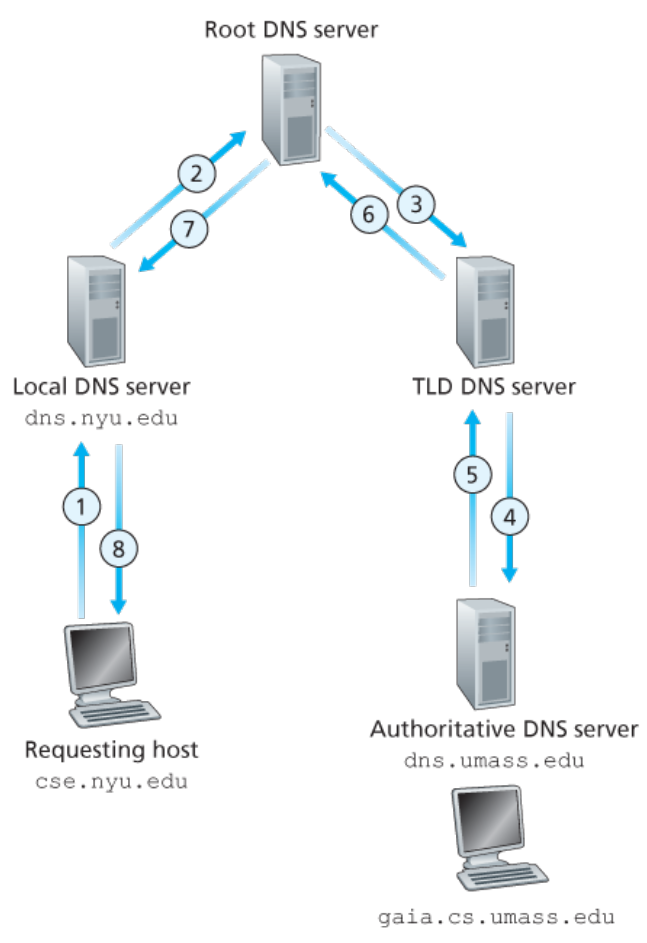 Root DNS server
2
3
6
7
Local DNS server
dns.nyu.edu
TLD DNS server
5
1
4
8
Requesting host
cse.nyu.edu
Authoritative DNS server
dns.umass.edu
gaia.cs.umass.edu